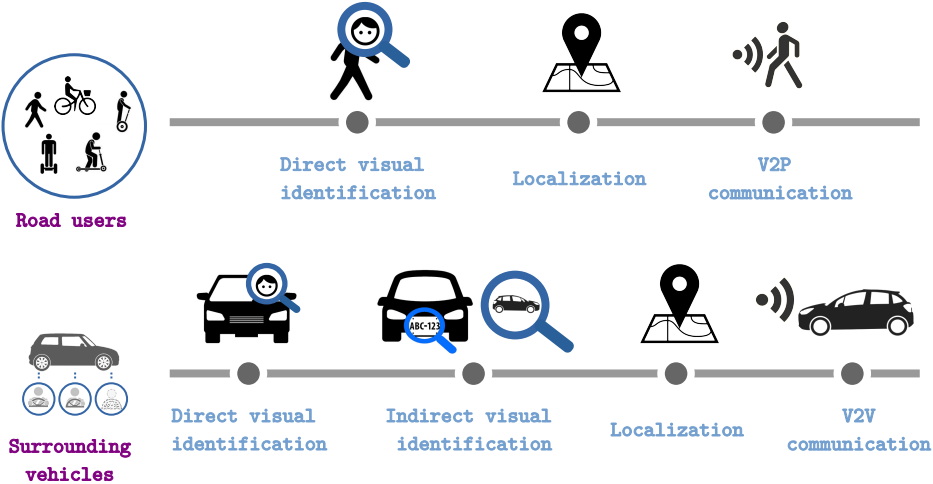 Direct visual
identification
Localization
V2P
communication
Road users
ABC-123
Direct visual
identification
Indirect visual
identification
Localization
V2V
communication
Surrounding
vehicles